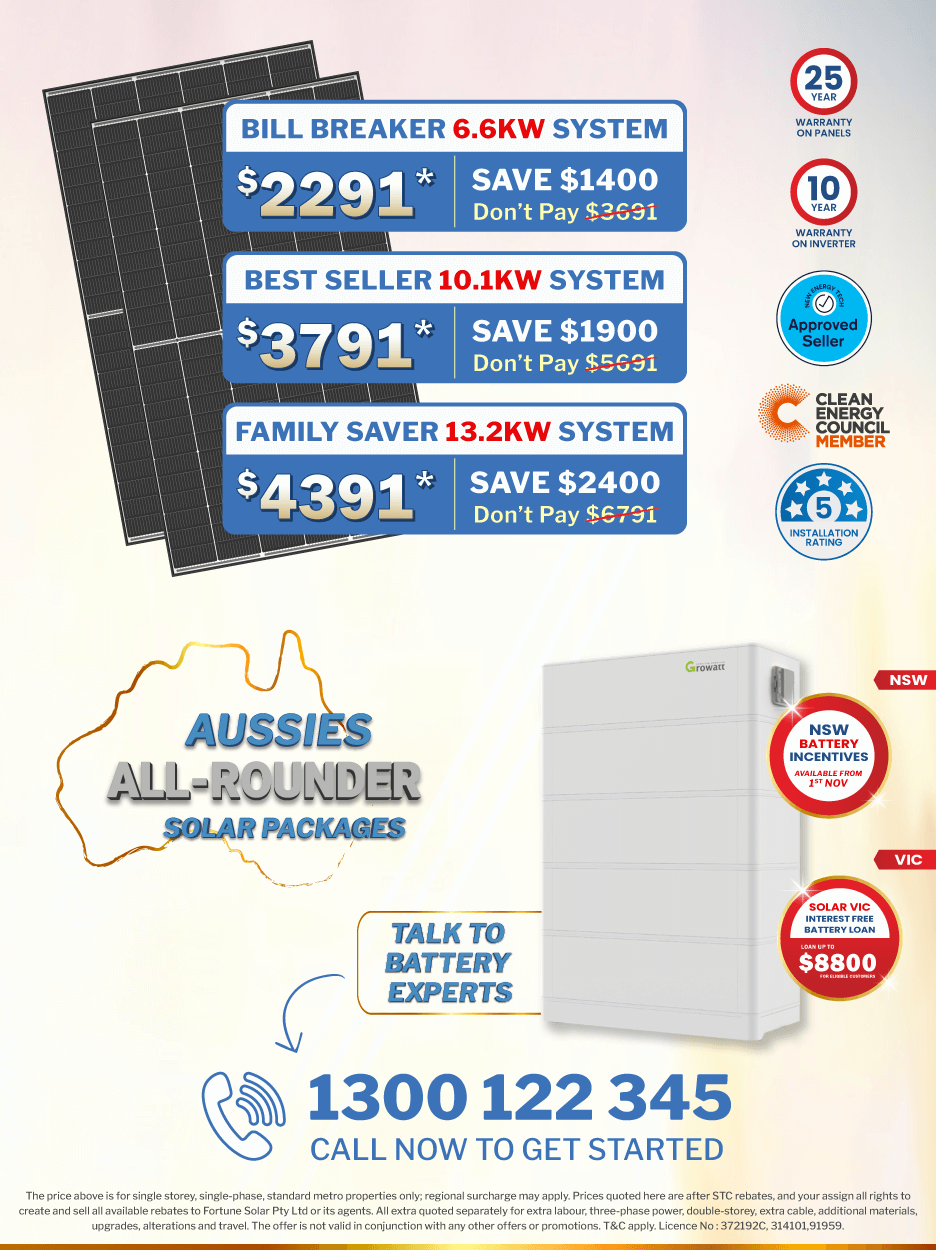 BILL BREAKER 6.6KW SYSTEM
$2291*
SAVE $1400
Don't Pay $3691
BEST SELLER 10.1KW SYSTEM
$3791*
SAVE $1900
Don't Pay $5691
FAMILY SAVER 13.2KW SYSTEM
$4391*
SAVE $2400
Don't Pay $6791
25
YEAR
WARRANTY
ON PANELS
10
YEAR
WARRANTY
ON INVERTER
NEW ENERGY TECH
Approved
Seller
CLEAN
ENERGY
COUNCIL
MEMBER
5
INSTALLATION
RATING
AUSSIES
ALL-ROUNDER
SOLAR PACKAGES
Growatt
NSW
NSW
BATTERY
INCENTIVES
AVAILABLE FROM
1ST NOV
VIC
SOLAR VIC
INTEREST FREE
BATTERY LOAN
LOAN UP TO
$8800
FOR ELIGIBLE CUSTOMERS
TALK TO
BATTERY
EXPERTS
1300 122 345
CALL NOW TO GET STARTED
The price above is for single storey, single-phase, standard metro properties only; regional surcharge may apply. Prices quoted here are after STC rebates, and your assign all rights to
create and sell all available rebates to Fortune Solar Pty Ltd or its agents. All extra quoted separately for extra labour, three-phase power, double-storey, extra cable, additional materials,
upgrades, alterations and travel. The offer is not valid in conjunction with any other offers or promotions. T&C apply. Licence No : 372192C, 314101,91959.